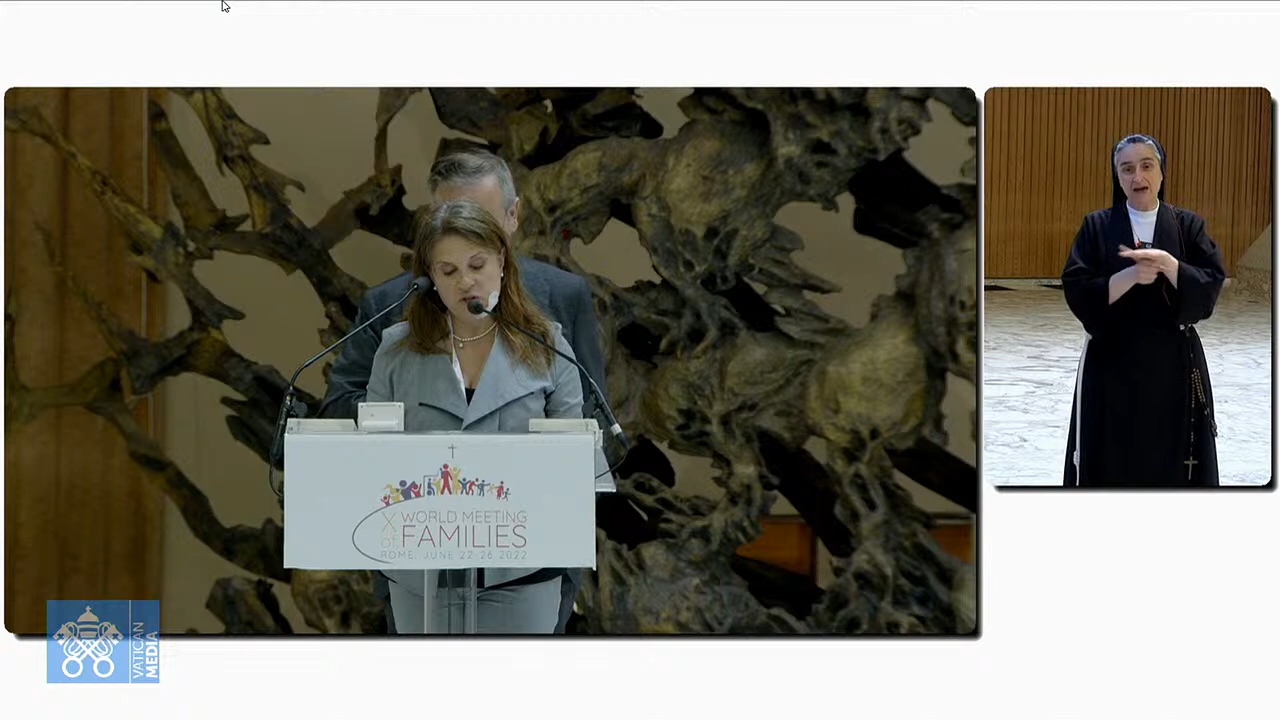 X WORLD MEETING
OF FAMILIES
ROME, JUNE 22-26 2022
VATICAN
MEDIA